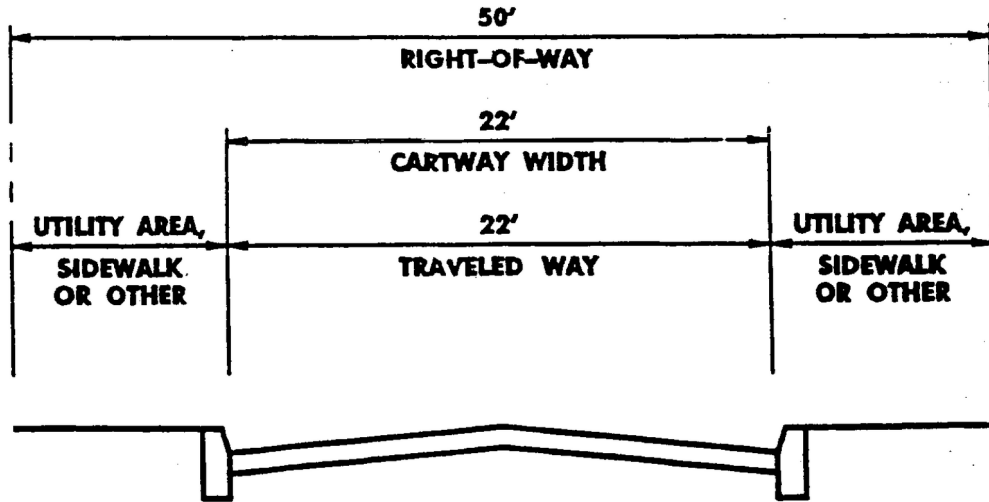 50'
RIGHT-OF-WAY
22'
CARTWAY WIDTH
UTILITY AREA,
SIDEWALK
OR OTHER
22'
TRAVELED WAY
UTILITY AREA,
SIDEWALK
OR OTHER